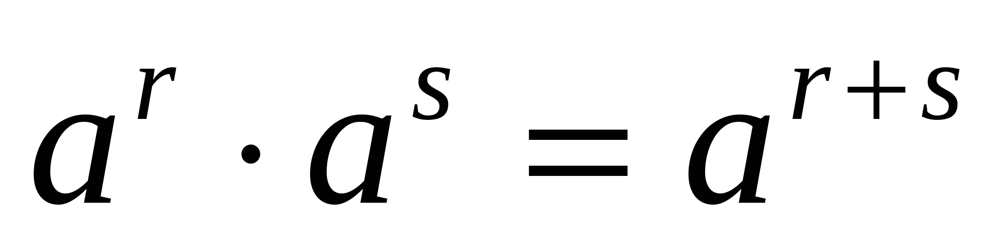 a^r · a^s = a^{r+s}